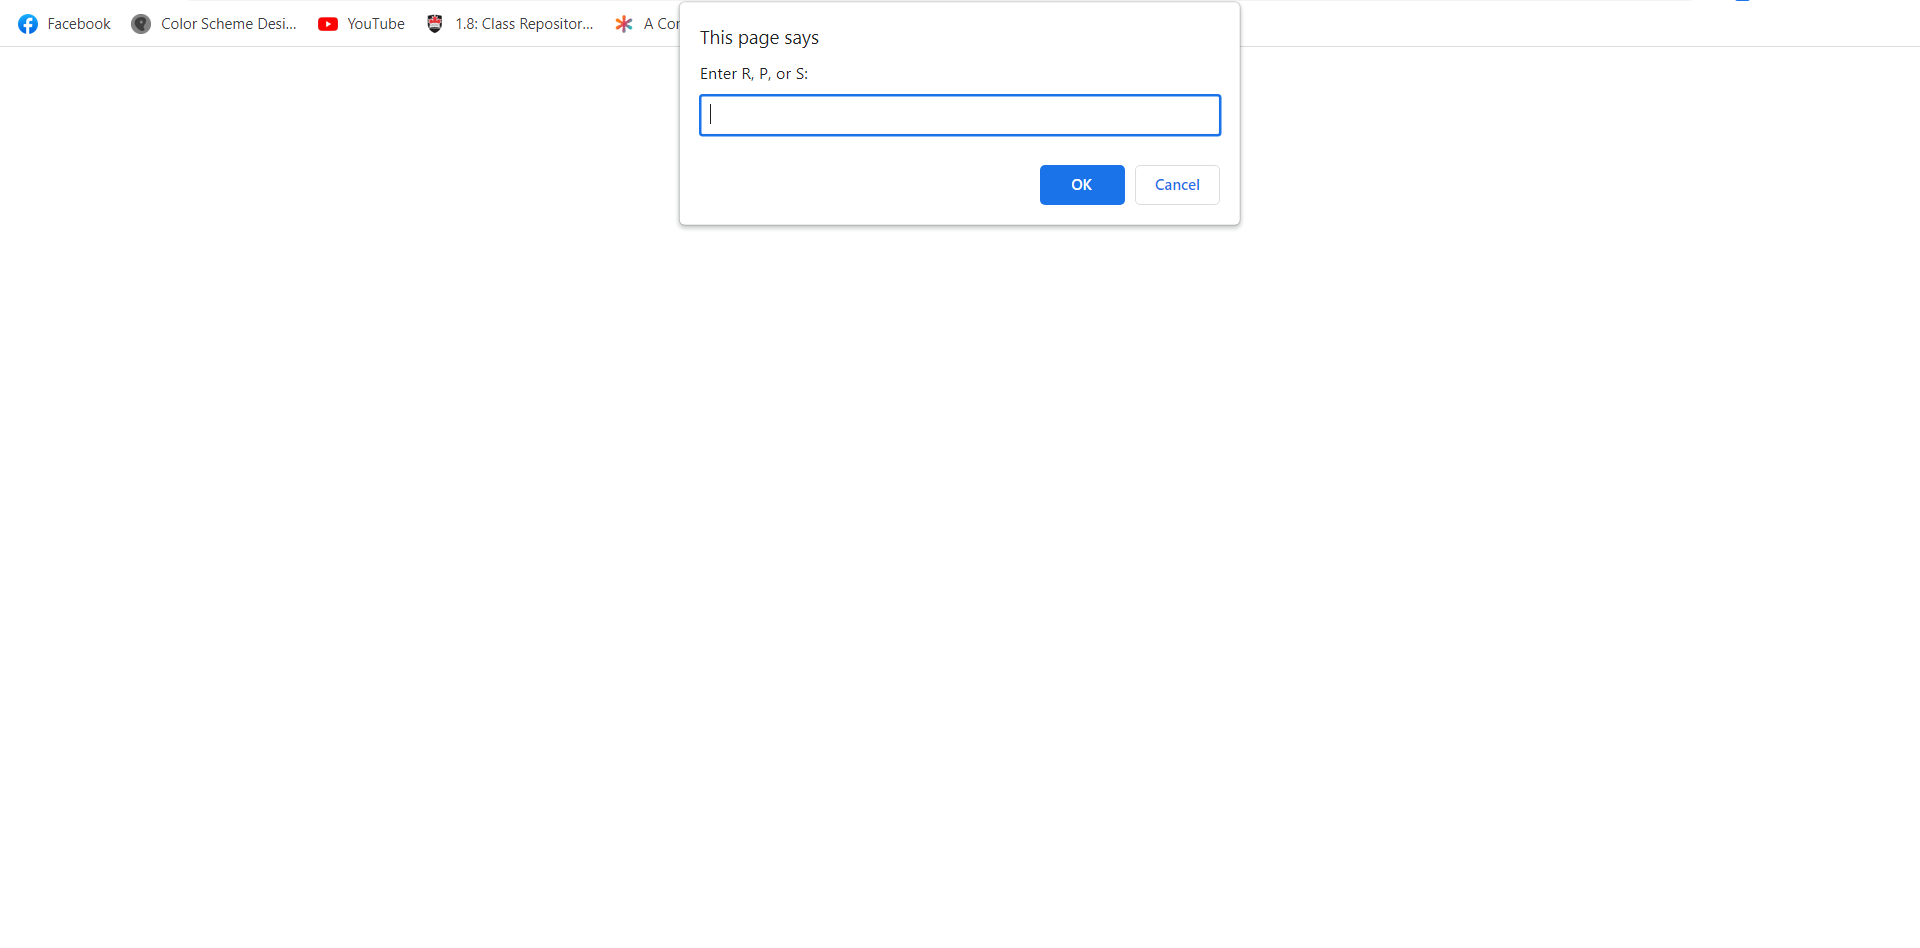 Facebook
Color Scheme Desi...
YouTube
1.8: Class Repositor...
A Cor
This page says
Enter R, P, or S:
OK
Cancel